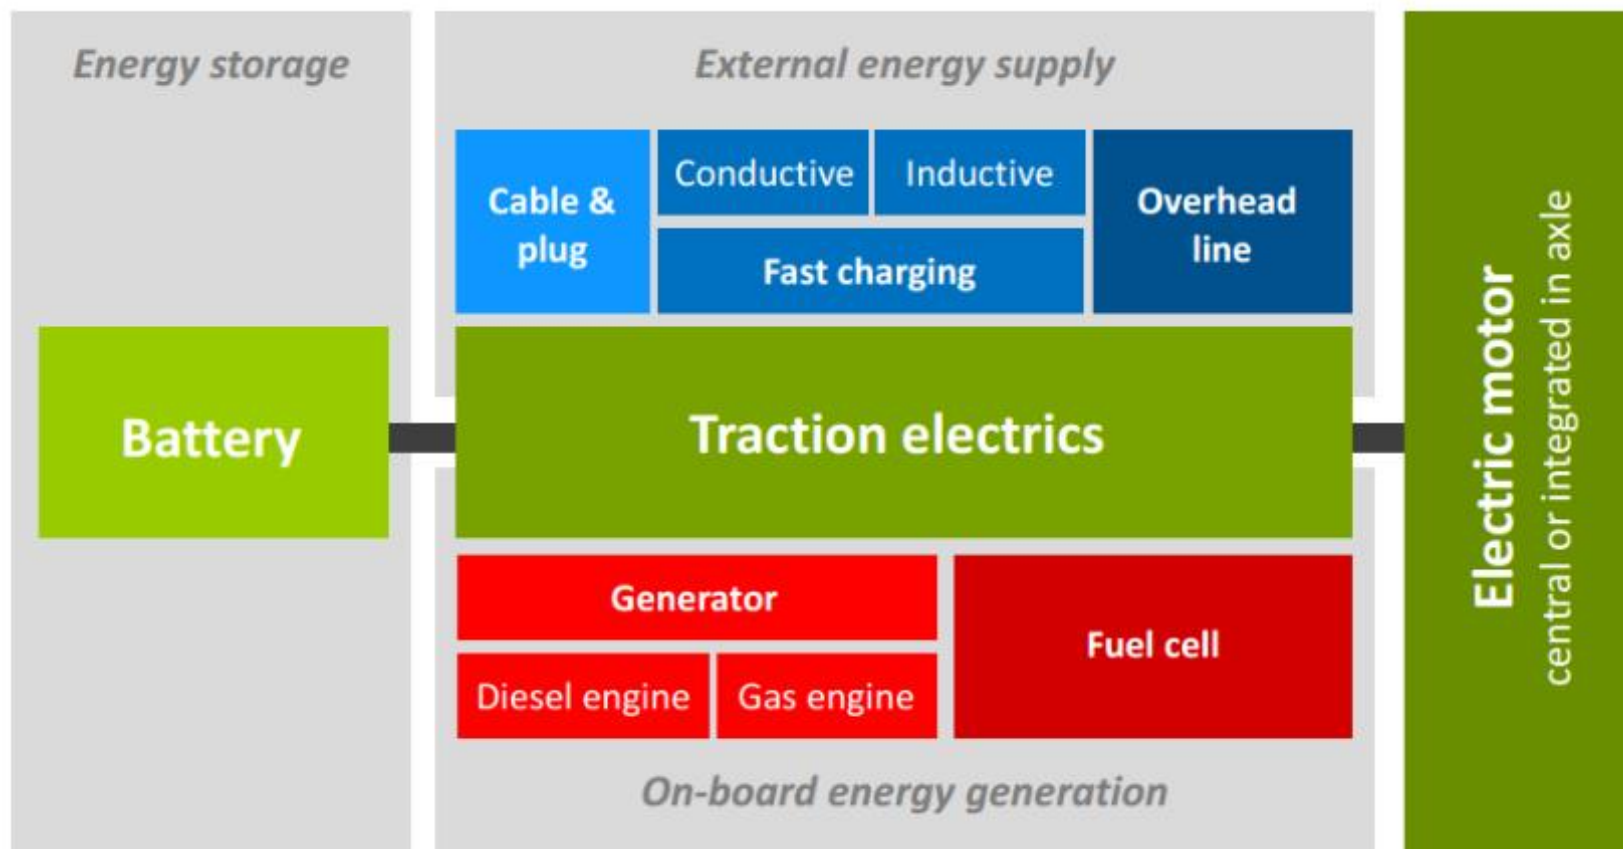 Energy storage
External energy supply
Cable &
plug
Conductive
Inductive
Fast charging
Overhead
line
Battery
Traction electrics
Generator
Diesel engine
Gas engine
Fuel cell
On-board energy generation
Electric motor
central or integrated in axle